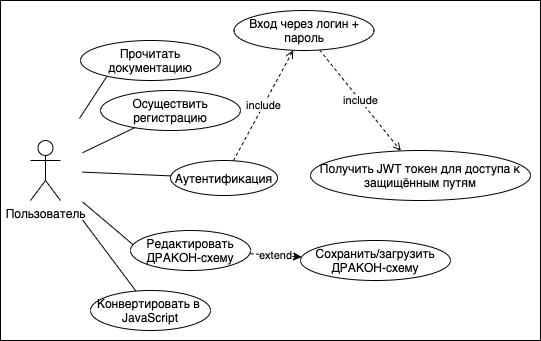 Вход через логин +
пароль
Прочитать
документацию
Осуществить
регистрацию
include
include
Аутентификация
Получить JWT токен для доступа к
защищённым путям
Пользователь
Редактировать
ДРАКОН-схему
extend
Сохранить/загрузить
ДРАКОН-схему
Конвертировать в
JavaScript